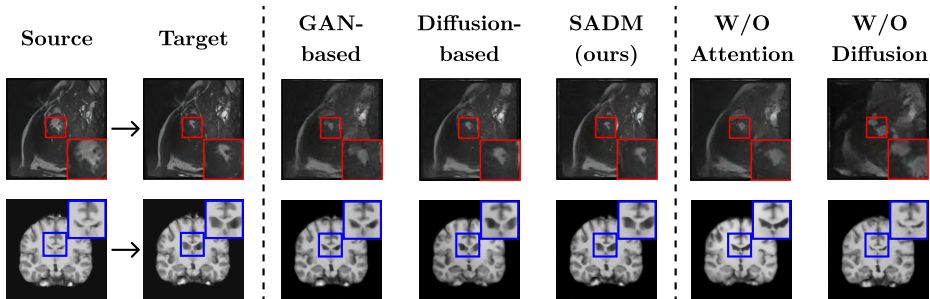 Source
Target
GAN-
based
Diffusion-
based
SADM
(ours)
W/O
Attention
W/O
Diffusion